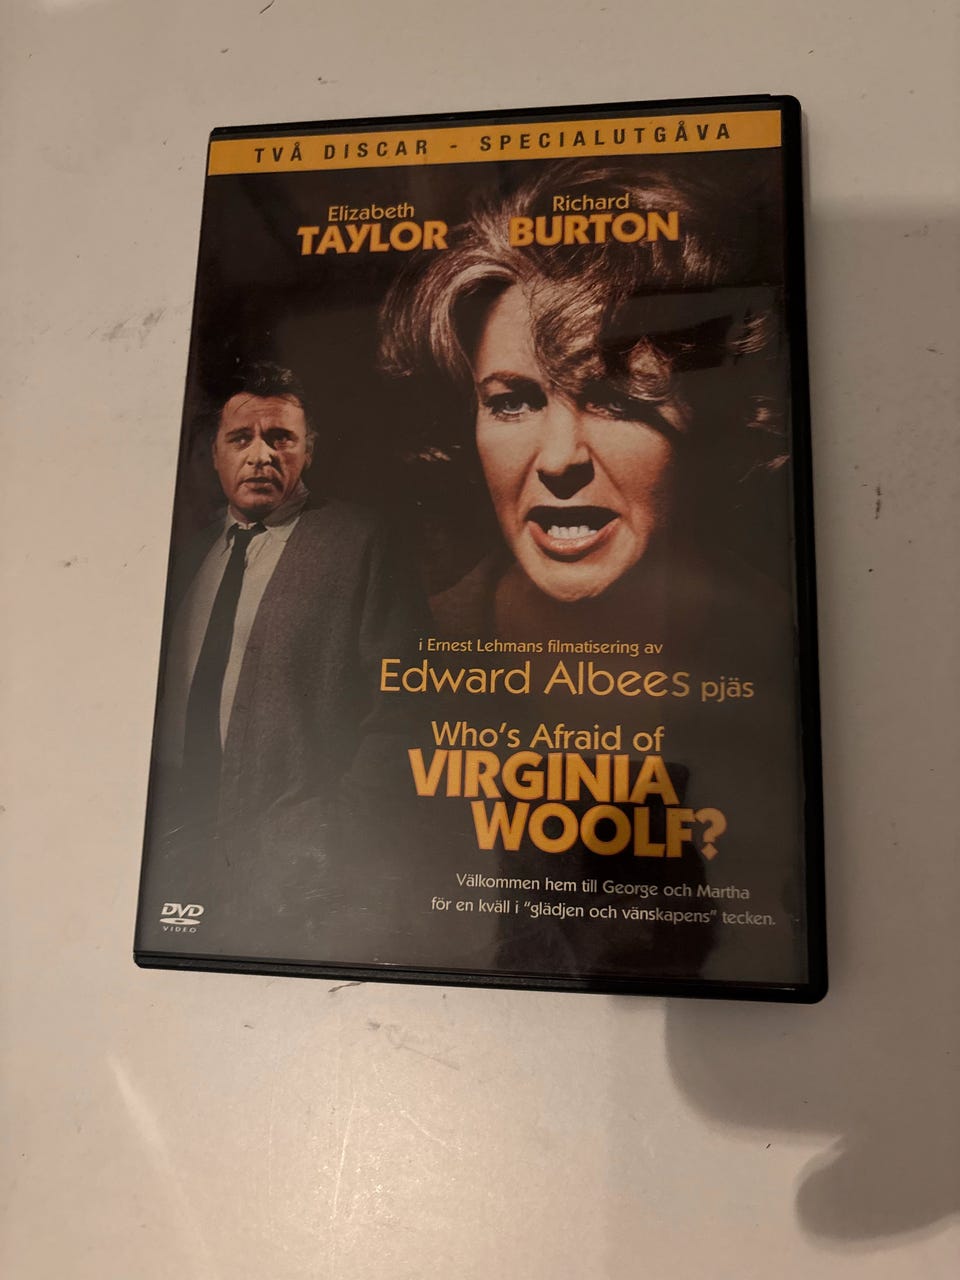 TVÅ DISCAR - SPECIALUTGÅVA
Elizabeth
TAYLOR
Richard
BURTON
i Ernest Lehmans filmatisering av
Edward Albees pjäs
Who's Afraid of
VIRGINIA
WOOLF?
Välkommen hem till George och Martha
för en kväll i "glädjen och vänskapens" tecken.
DVD
VIDEO